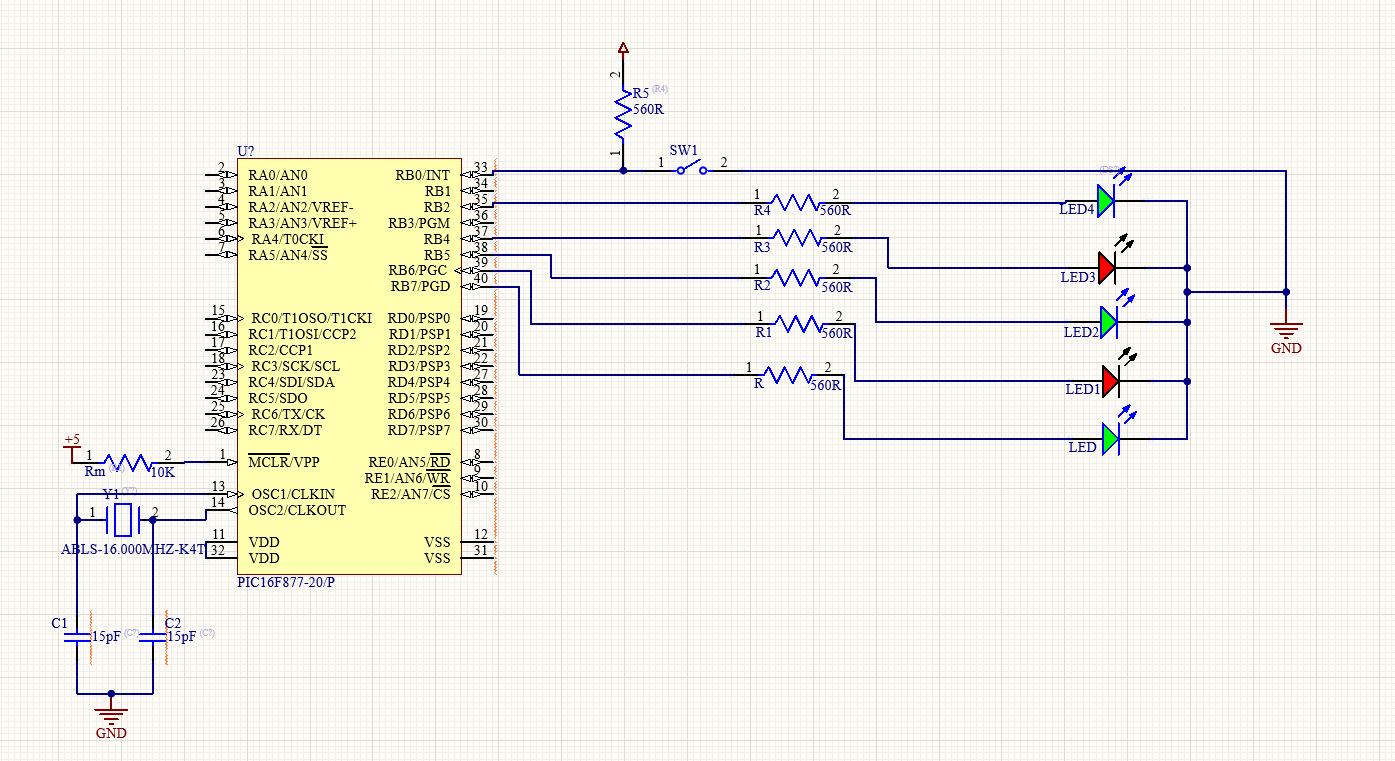 2
R5 (R4)
560R
1
U?
SW1
1 2
2 RA0/AN0 RB0/INT 33
3 RA1/AN1 RB1 34
4 RA2/AN2/VREF- RB2 35
5 RA3/AN3/VREF+ RB3/PGM 36
6 RA4/T0CKI RB4 37
7 RA5/AN4/SS RB5 38
RB6/PGC 39
RB7/PGD 40
15 RC0/T1OSO/T1CKI RD0/PSP0 19
16 RC1/T1OSI/CCP2 RD1/PSP1 20
17 RC2/CCP1 RD2/PSP2 21
18 RC3/SCK/SCL RD3/PSP3 22
23 RC4/SDI/SDA RD4/PSP4 27
24 RC5/SDO RD5/PSP5 28
25 RC6/TX/CK RD6/PSP6 29
26 RC7/RX/DT RD7/PSP7 30
1 MCLR/VPP RE0/AN5/RD 8
RE1/AN6/WR 9
13 OSC1/CLKIN RE2/AN7/CS 10
14 OSC2/CLKOUT
11 VDD VSS 12
32 VDD VSS 31
PIC16F877-20/P
1 2
R4 560R
LED4
1 2
R3 560R
LED3
1 2
R2 560R
LED2
1 2
R1 560R
LED1
1 2
R 560R
LED
GND
+5
1 2
Rm 10K
Y1 (Y?)
1 2
ABLS-16.000MHZ-K4T
C1
15pF (C?)
C2
15pF (C?)
GND